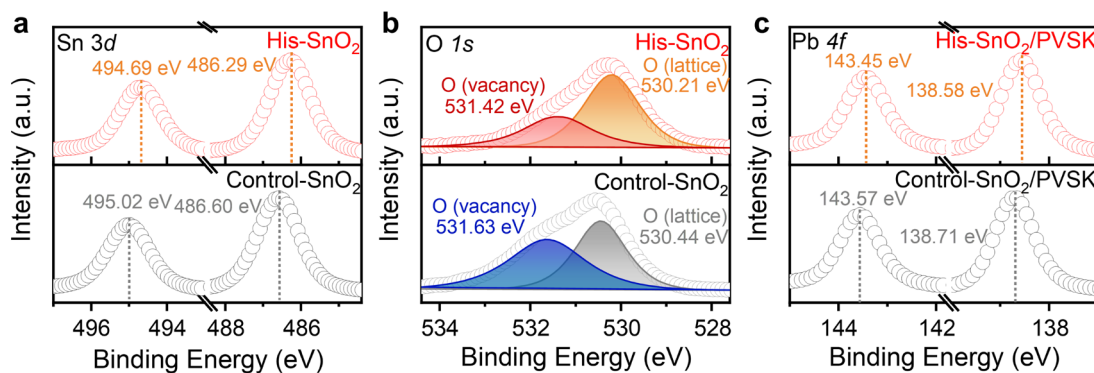 a
Sn 3d
His-SnO₂
494.69 eV
486.29 eV
Control-SnO₂
495.02 eV
486.60 eV
Intensity (a.u.)
496 494 488 486
Binding Energy (eV)
b
O 1s
His-SnO₂
O (vacancy)
531.42 eV
O (lattice)
530.21 eV
Control-SnO₂
O (vacancy)
531.63 eV
O (lattice)
530.44 eV
Intensity (a.u.)
534 532 530 528
Binding Energy (eV)
c
Pb 4f
His-SnO₂/PVSK
143.45 eV
138.58 eV
Control-SnO₂/PVSK
143.57 eV
138.71 eV
Intensity (a.u.)
144 142 138
Binding Energy (eV)